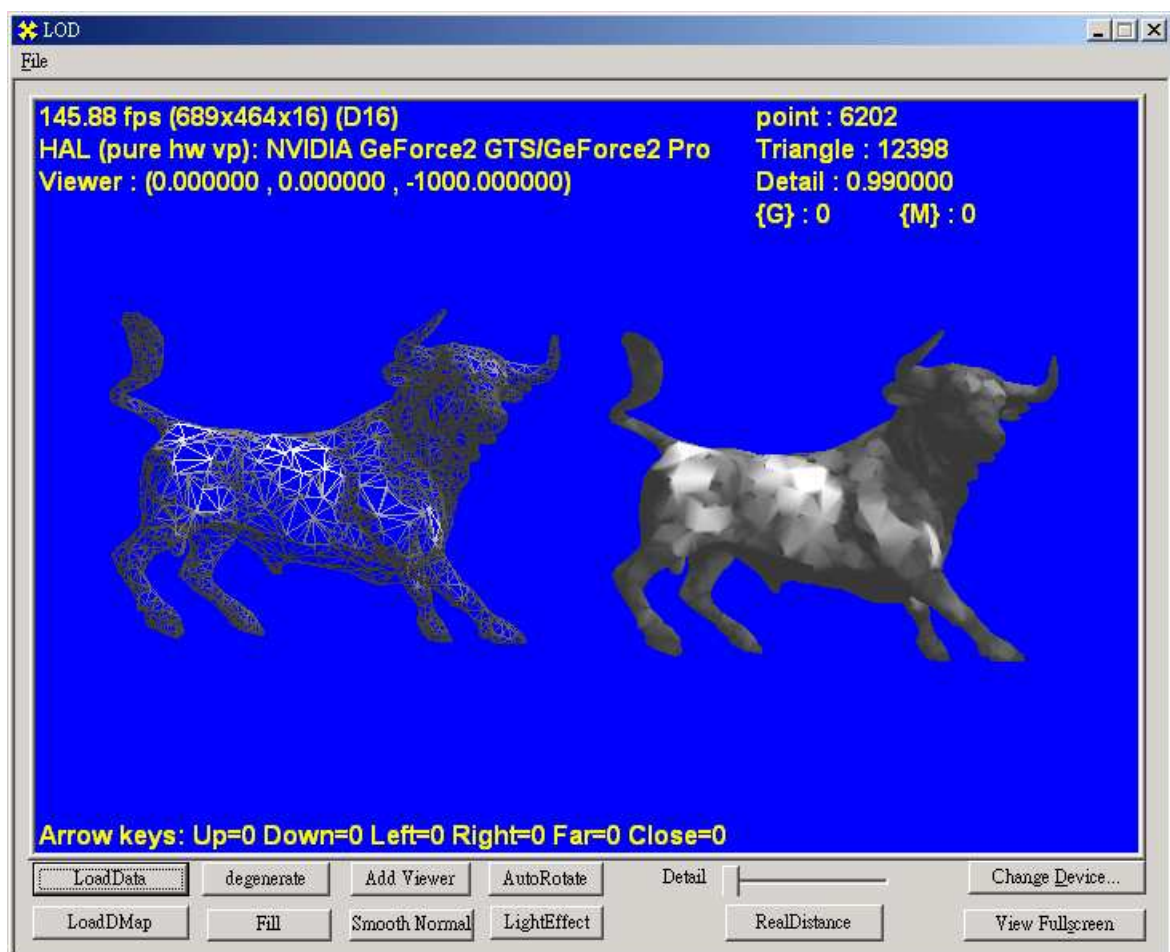 LOD
File
145.88 fps (689x464x16) (D16)
HAL (pure hw vp): NVIDIA GeForce2 GTS/GeForce2 Pro
Viewer : (0.000000 , 0.000000 , -1000.000000)
point : 6202
Triangle : 12398
Detail : 0.990000
{G} : 0 {M} : 0
Arrow keys: Up=0 Down=0 Left=0 Right=0 Far=0 Close=0
LoadData degenerate Add Viewer AutoRotate Detail Change Device...
LoadDMap Fill Smooth Normal LightEffect RealDistance View Fullscreen